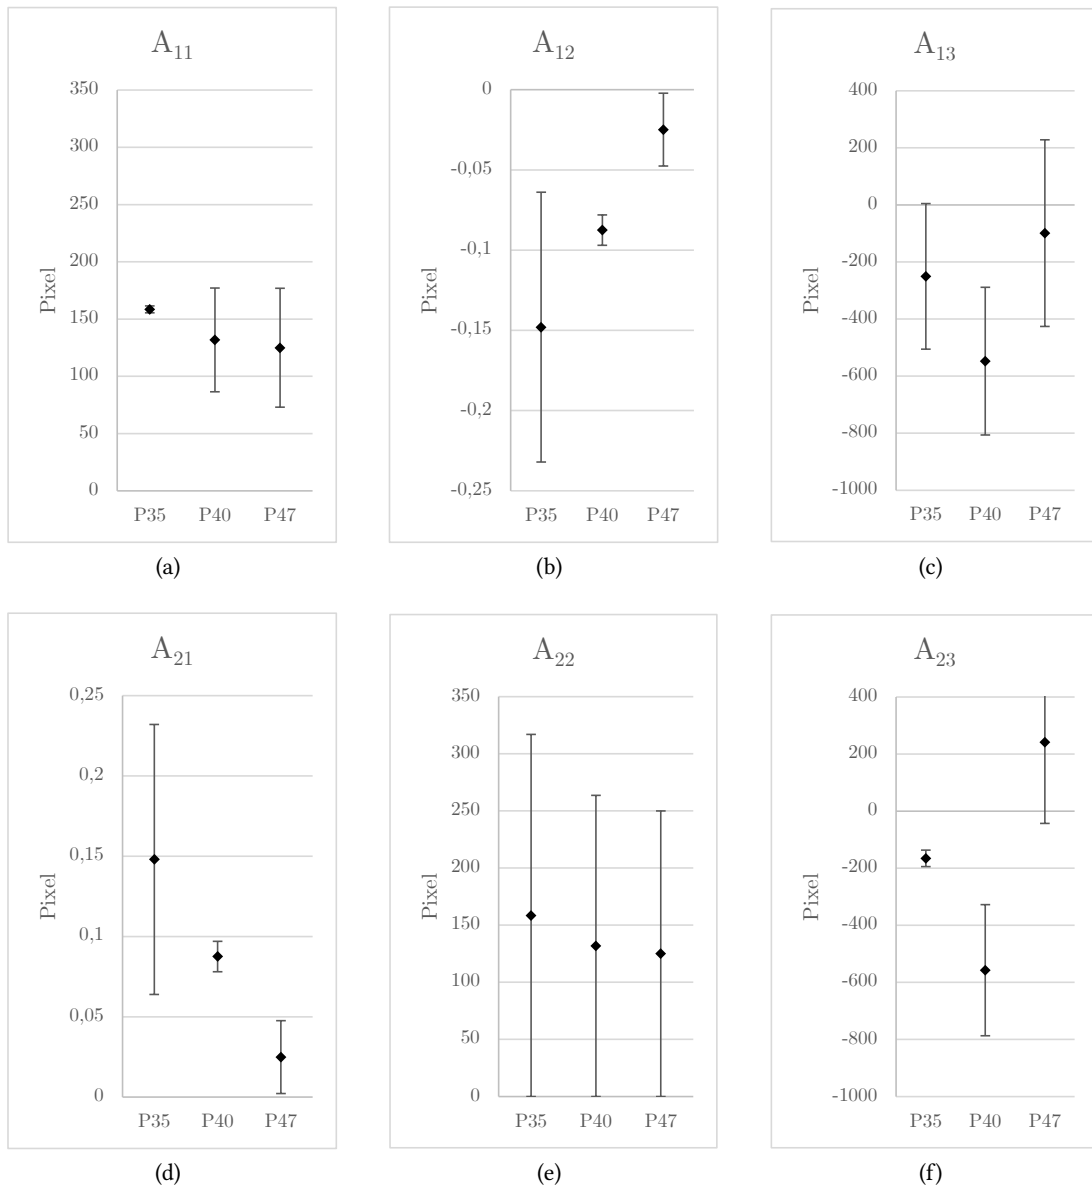 A11
Pixel
350
300
250
200
150
100
50
0
P35 P40 P47
(a)
A12
Pixel
0
-0,05
-0,1
-0,15
-0,2
-0,25
P35 P40 P47
(b)
A13
Pixel
400
200
0
-200
-400
-600
-800
-1000
P35 P40 P47
(c)
A21
Pixel
0,25
0,2
0,15
0,1
0,05
0
P35 P40 P47
(d)
A22
Pixel
350
300
250
200
150
100
50
0
P35 P40 P47
(e)
A23
Pixel
400
200
0
-200
-400
-600
-800
-1000
P35 P40 P47
(f)